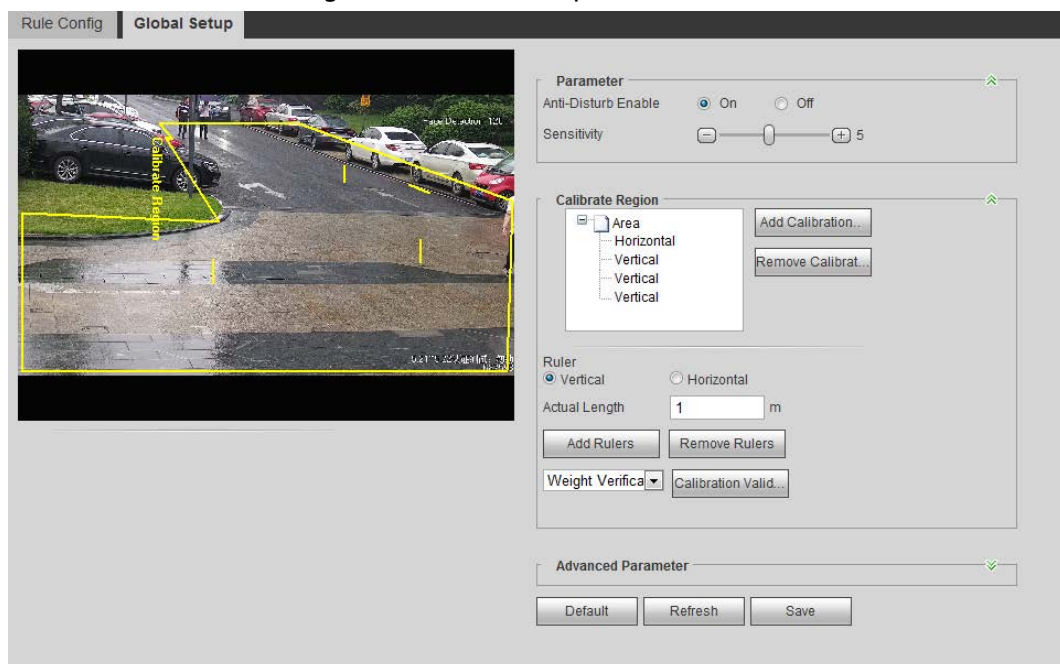 Rule Config Global Setup
Calibrate Region
Parameter
Anti-Disturb Enable On Off
Sensitivity 5
Calibrate Region
Area
Horizontal
Vertical
Vertical
Vertical
Add Calibration..
Remove Calibrat...
Ruler
Vertical Horizontal
Actual Length 1 m
Add Rulers Remove Rulers
Weight Verifica Calibration Valid...
Advanced Parameter
Default Refresh Save